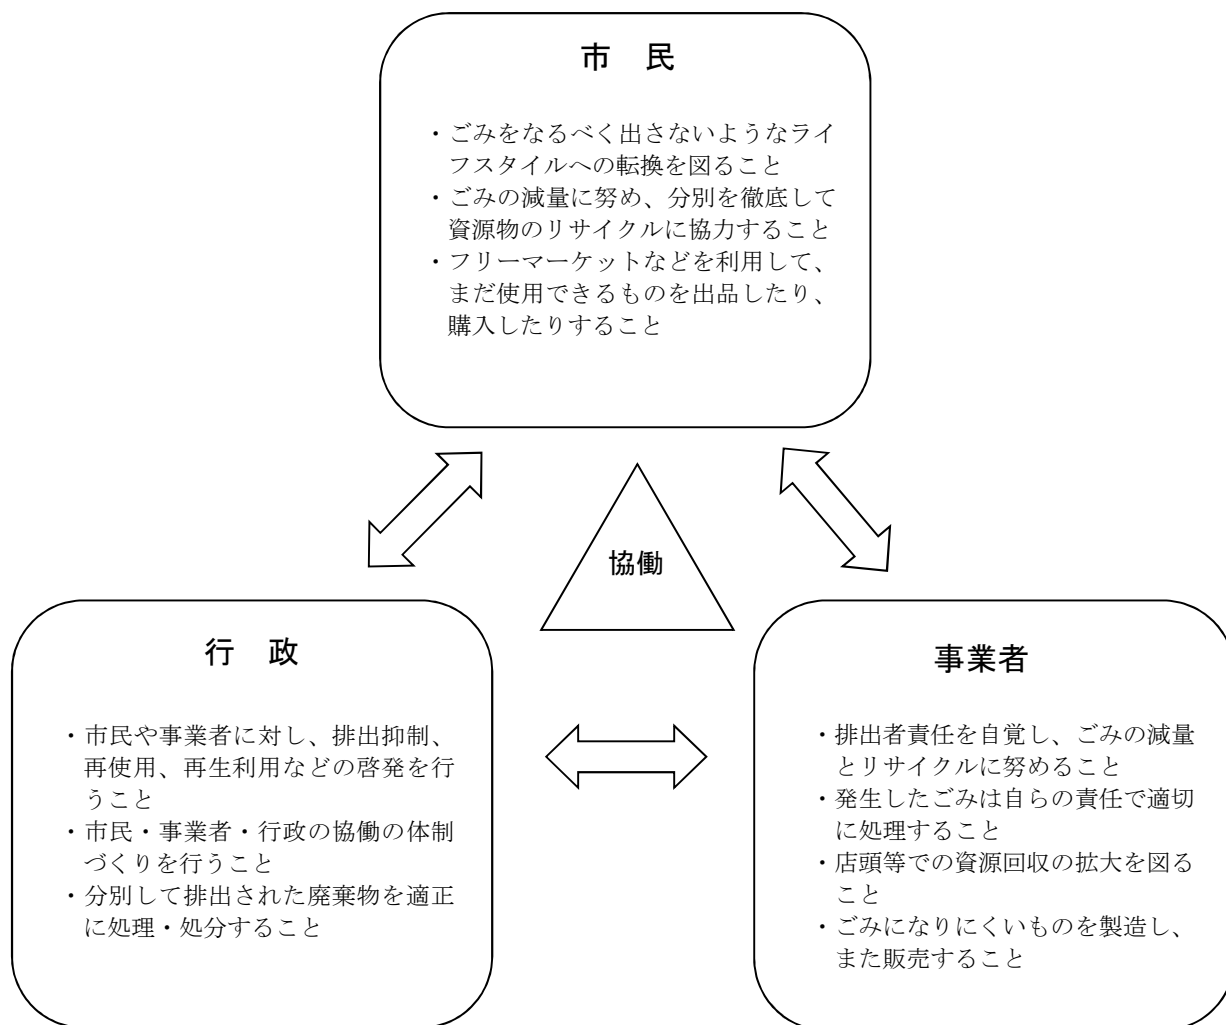 市　民
・ごみをなるべく出さないようなライ
フスタイルへの転換を図ること
・ごみの減量に努め、分別を徹底して
資源物のリサイクルに協力すること
・フリーマーケットなどを利用して、
まだ使用できるものを出品したり、
購入したりすること
協働
行　政
・市民や事業者に対し、排出抑制、
再使用、再生利用などの啓発を行
うこと
・市民・事業者・行政の協働の体制
づくりを行うこと
・分別して排出された廃棄物を適正
に処理・処分すること
事業者
・排出者責任を自覚し、ごみの減量
とリサイクルに努めること
・発生したごみは自らの責任で適切
に処理すること
・店頭等での資源回収の拡大を図る
こと
・ごみになりにくいものを製造し、
また販売すること